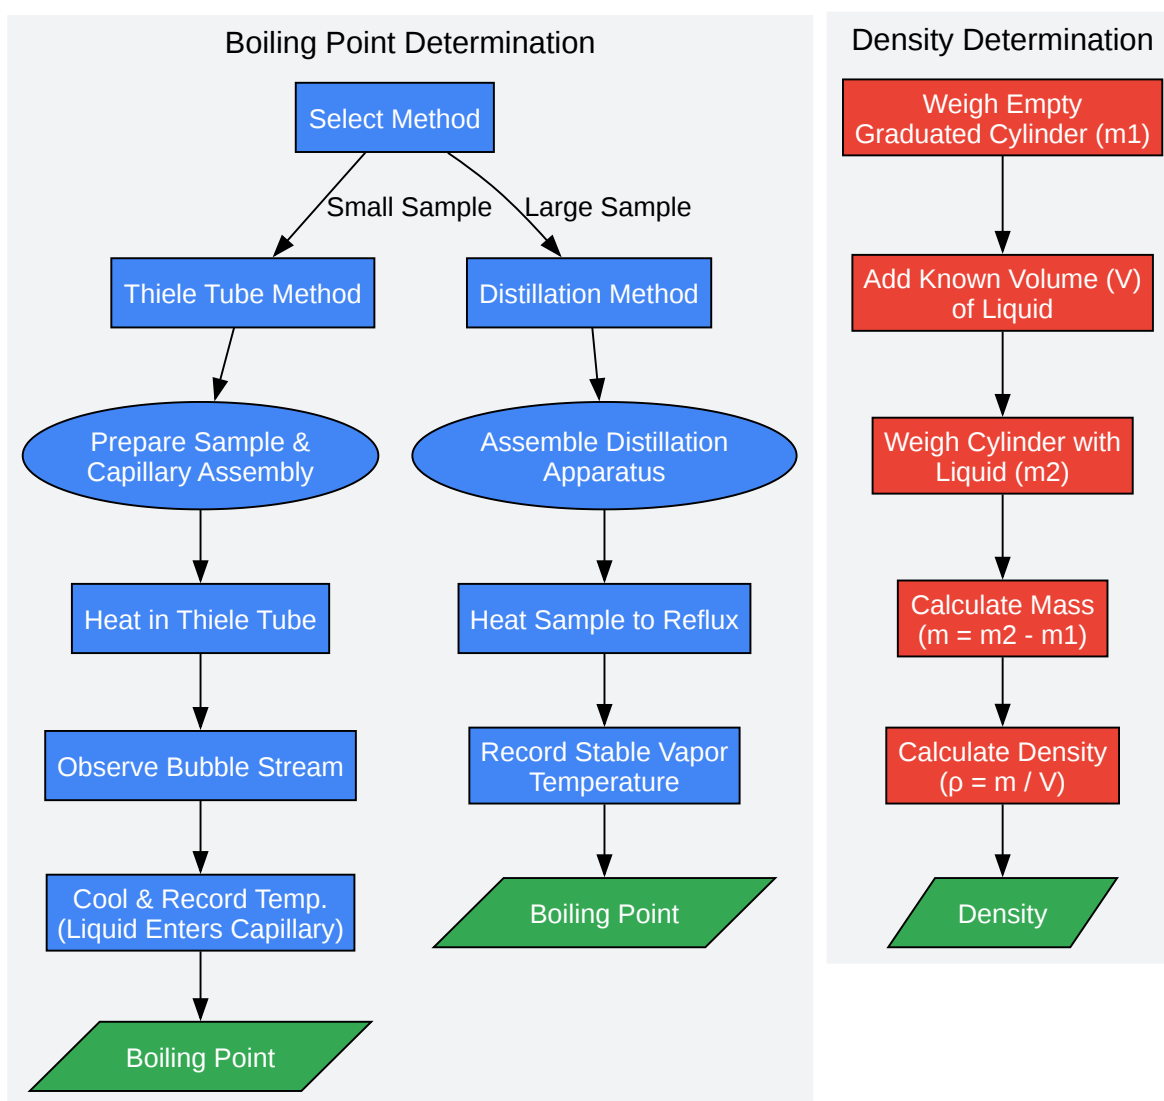 Boiling Point Determination
Select Method
Small Sample
Large Sample
Thiele Tube Method
Distillation Method
Prepare Sample &
Capillary Assembly
Assemble Distillation
Apparatus
Heat in Thiele Tube
Heat Sample to Reflux
Observe Bubble Stream
Record Stable Vapor
Temperature
Cool & Record Temp.
(Liquid Enters Capillary)
Boiling Point
Boiling Point
Density Determination
Weigh Empty
Graduated Cylinder (m1)
Add Known Volume (V)
of Liquid
Weigh Cylinder with
Liquid (m2)
Calculate Mass
(m = m2 - m1)
Calculate Density
(ρ = m / V)
Density